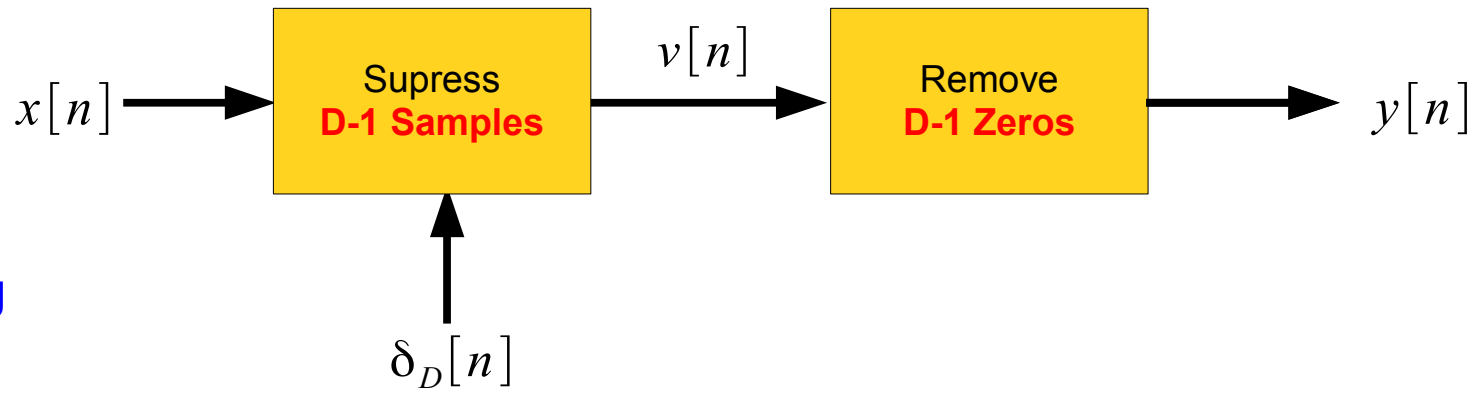 x[n]
Supress
D-1 Samples
v[n]
Remove
D-1 Zeros
y[n]
δ_D[n]